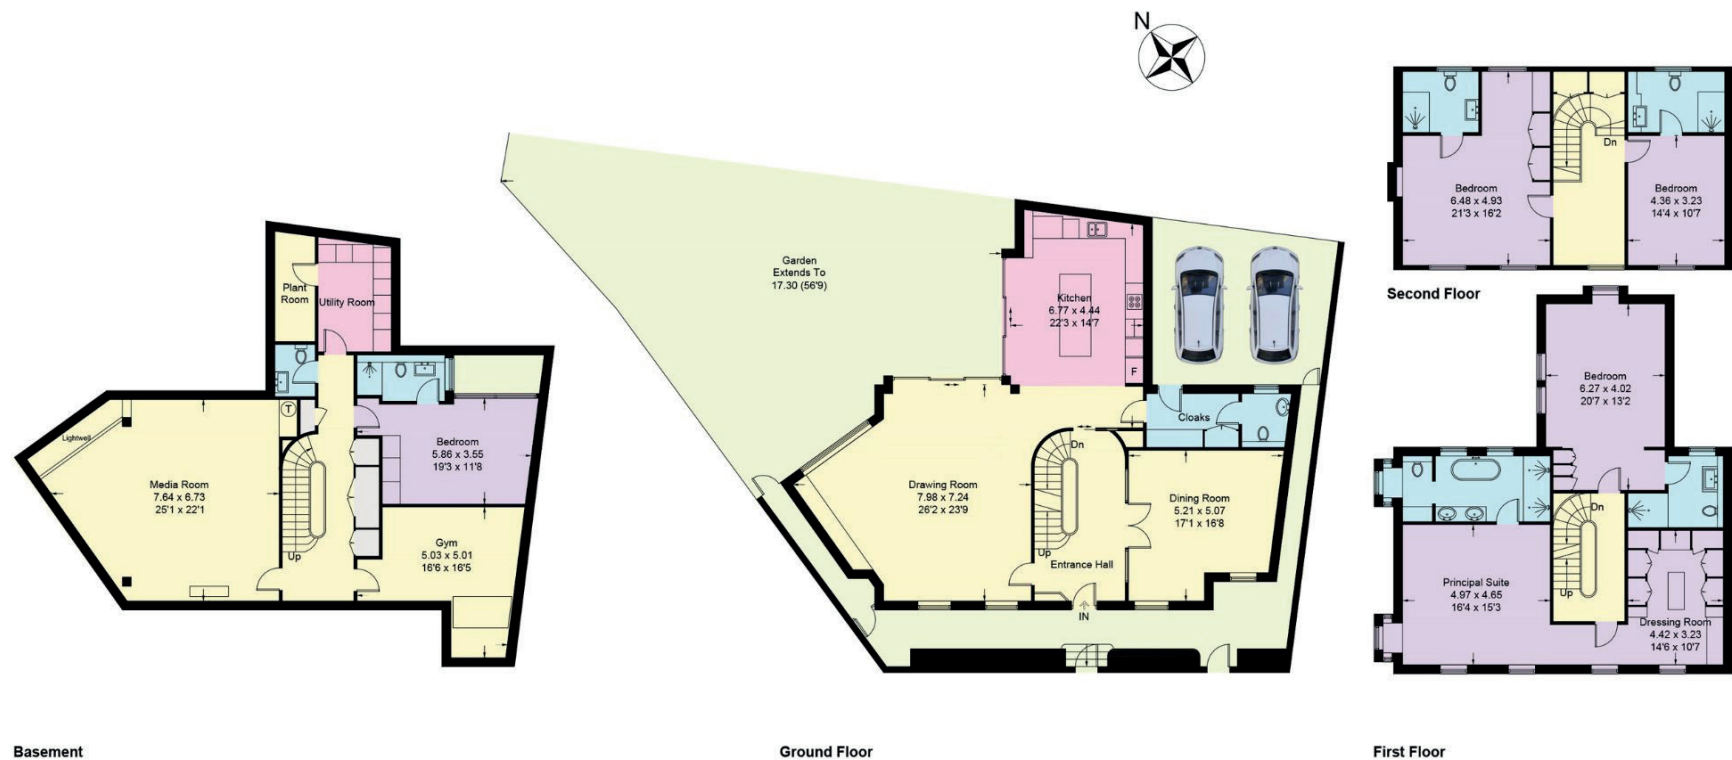 N
Plant
Room
Utility Room
T
Lightwell
Media Room
7.64 x 6.73
25'1 x 22'1
Bedroom
5.86 x 3.55
19'3 x 11'8
Up
Gym
5.03 x 5.01
16'6 x 16'5
Basement
Garden
Extends To
17.30 (56'9)
Kitchen
6.77 x 4.44
22'3 x 14'7
F
Cloaks
Dn
Drawing Room
7.98 x 7.24
26'2 x 23'9
Dining Room
5.21 x 5.07
17'1 x 16'8
Up
Entrance Hall
IN
Ground Floor
Dn
Bedroom
6.48 x 4.93
21'3 x 16'2
Bedroom
4.36 x 3.23
14'4 x 10'7
Second Floor
Bedroom
6.27 x 4.02
20'7 x 13'2
Dn
Up
Principal Suite
4.97 x 4.65
16'4 x 15'3
Dressing Room
4.42 x 3.23
14'6 x 10'7
First Floor